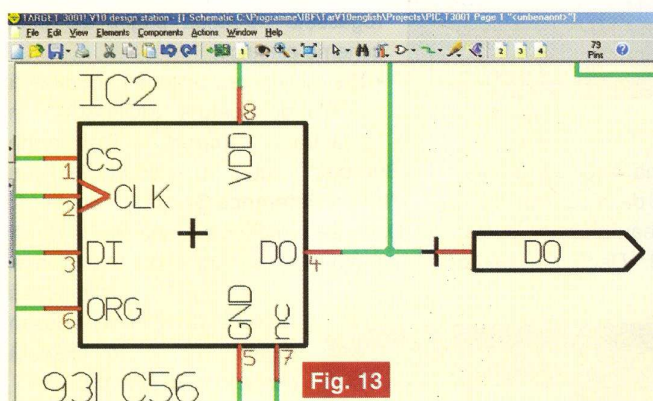 TARGET 3001! V10 design station - [1 Schematic C:\Programme\IBF\TarV10english\Projects\PIC.T3001 Page 1 "<unbenannt>"]
File Edit View Elements Components Actions Window Help
1 2 3 4 79 Pins ?
IC2
8
VDD
1 CS
2 CLK
3 DI
DO 4
DO
6 ORG
GND
nc
5 7
Fig. 13
93LC56